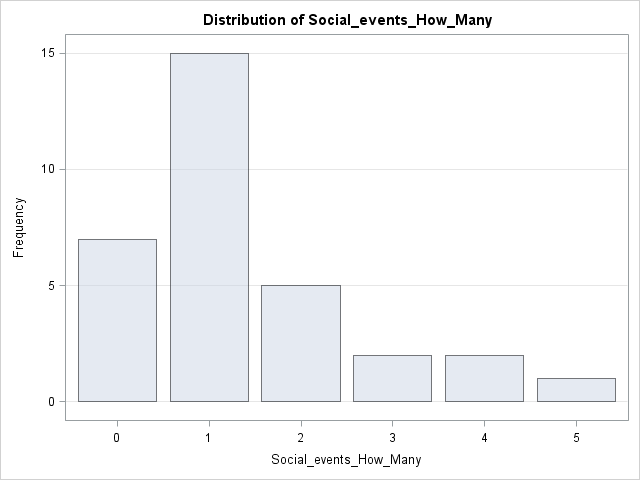 Distribution of Social_events_How_Many
15
10
5
0
Frequency
0 1 2 3 4 5
Social_events_How_Many